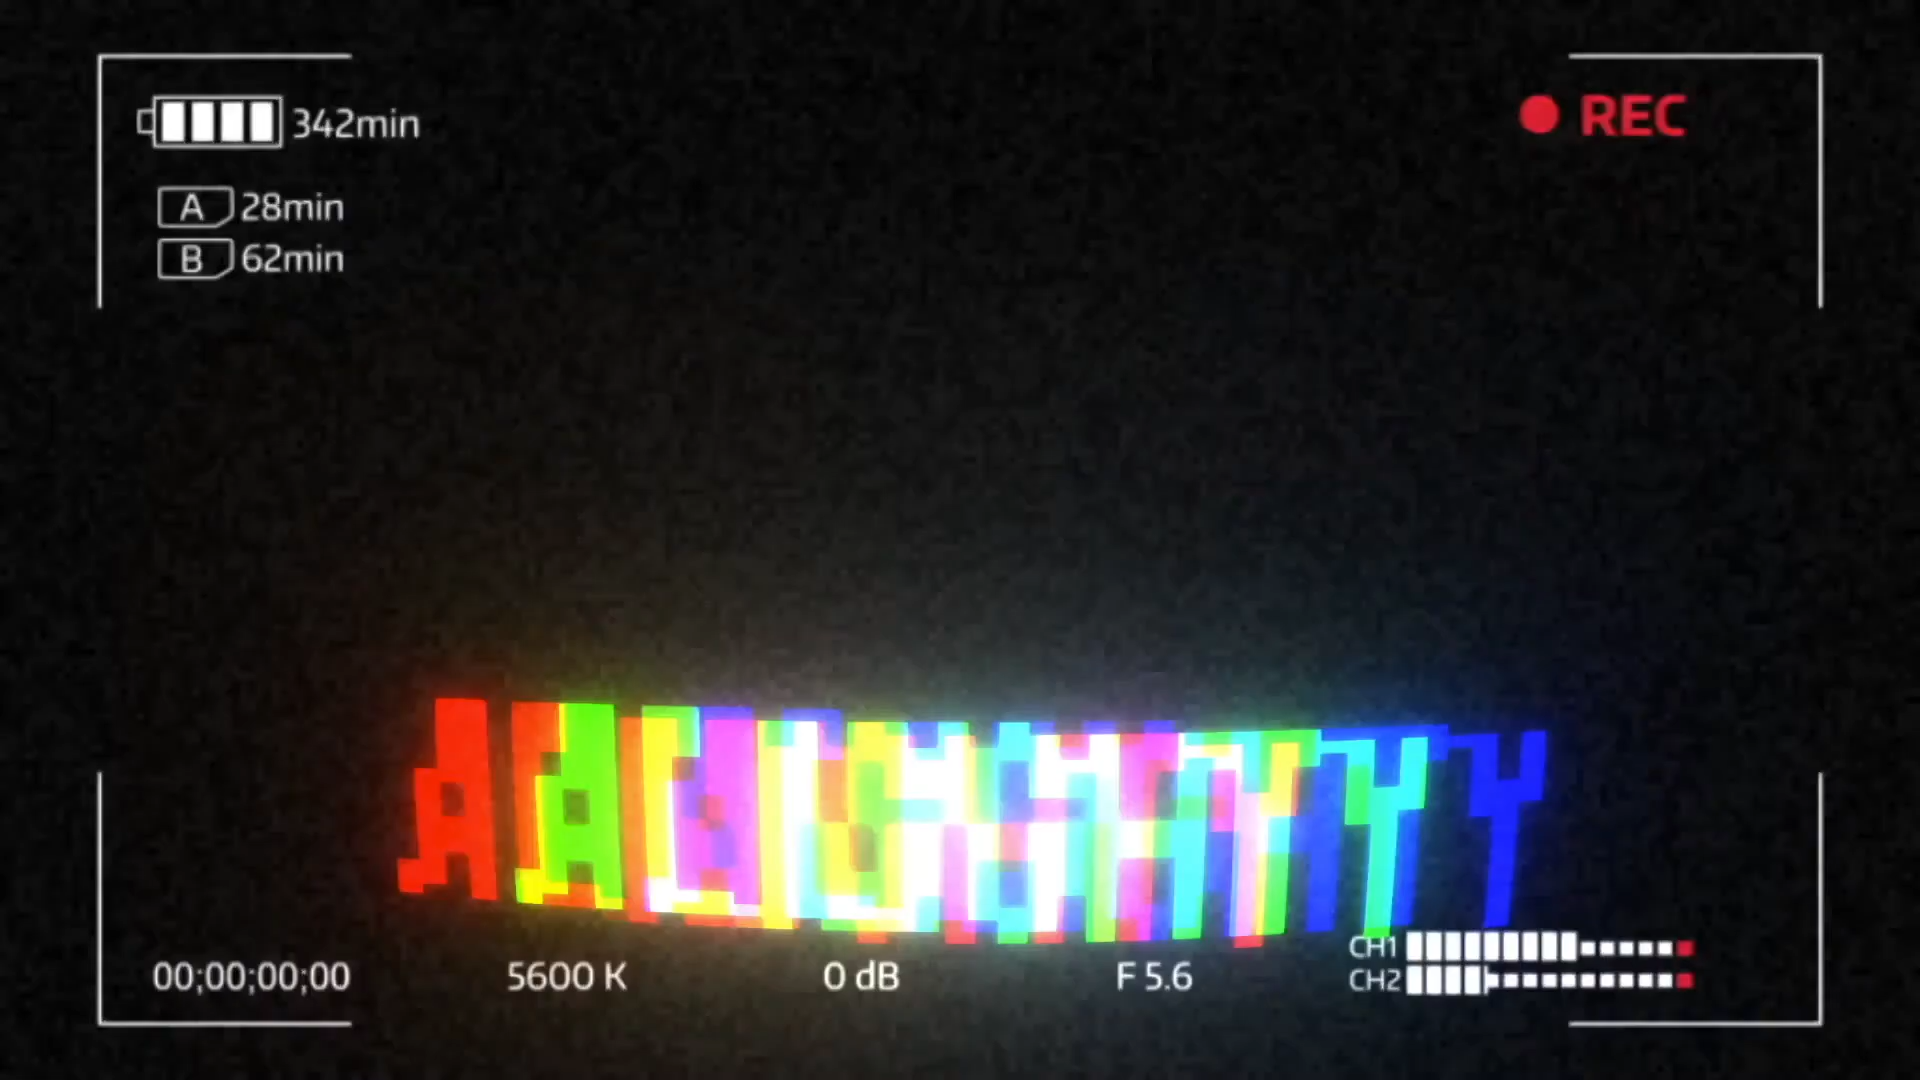 342min
REC
A 28min
B 62min
00;00;00;00
5600 K
0 dB
F 5.6
CH1
CH2